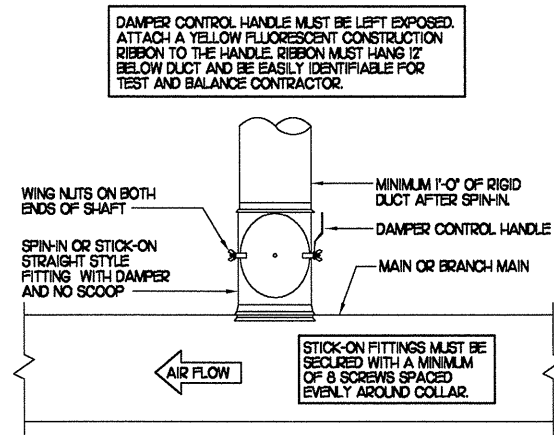 DAMPER CONTROL HANDLE MUST BE LEFT EXPOSED.
ATTACH A YELLOW FLUORESCENT CONSTRUCTION
RIBBON TO THE HANDLE. RIBBON MUST HANG 12"
BELOW DUCT AND BE EASILY IDENTIFIABLE FOR
TEST AND BALANCE CONTRACTOR.
WING NUTS ON BOTH
ENDS OF SHAFT
SPIN-IN OR STICK-ON
STRAIGHT STYLE
FITTING WITH DAMPER
AND NO SCOOP
MINIMUM 1'-0" OF RIGID
DUCT AFTER SPIN-IN.
DAMPER CONTROL HANDLE
MAIN OR BRANCH MAIN
AIR FLOW
STICK-ON FITTINGS MUST BE
SECURED WITH A MINIMUM
OF 8 SCREWS SPACED
EVENLY AROUND COLLAR.